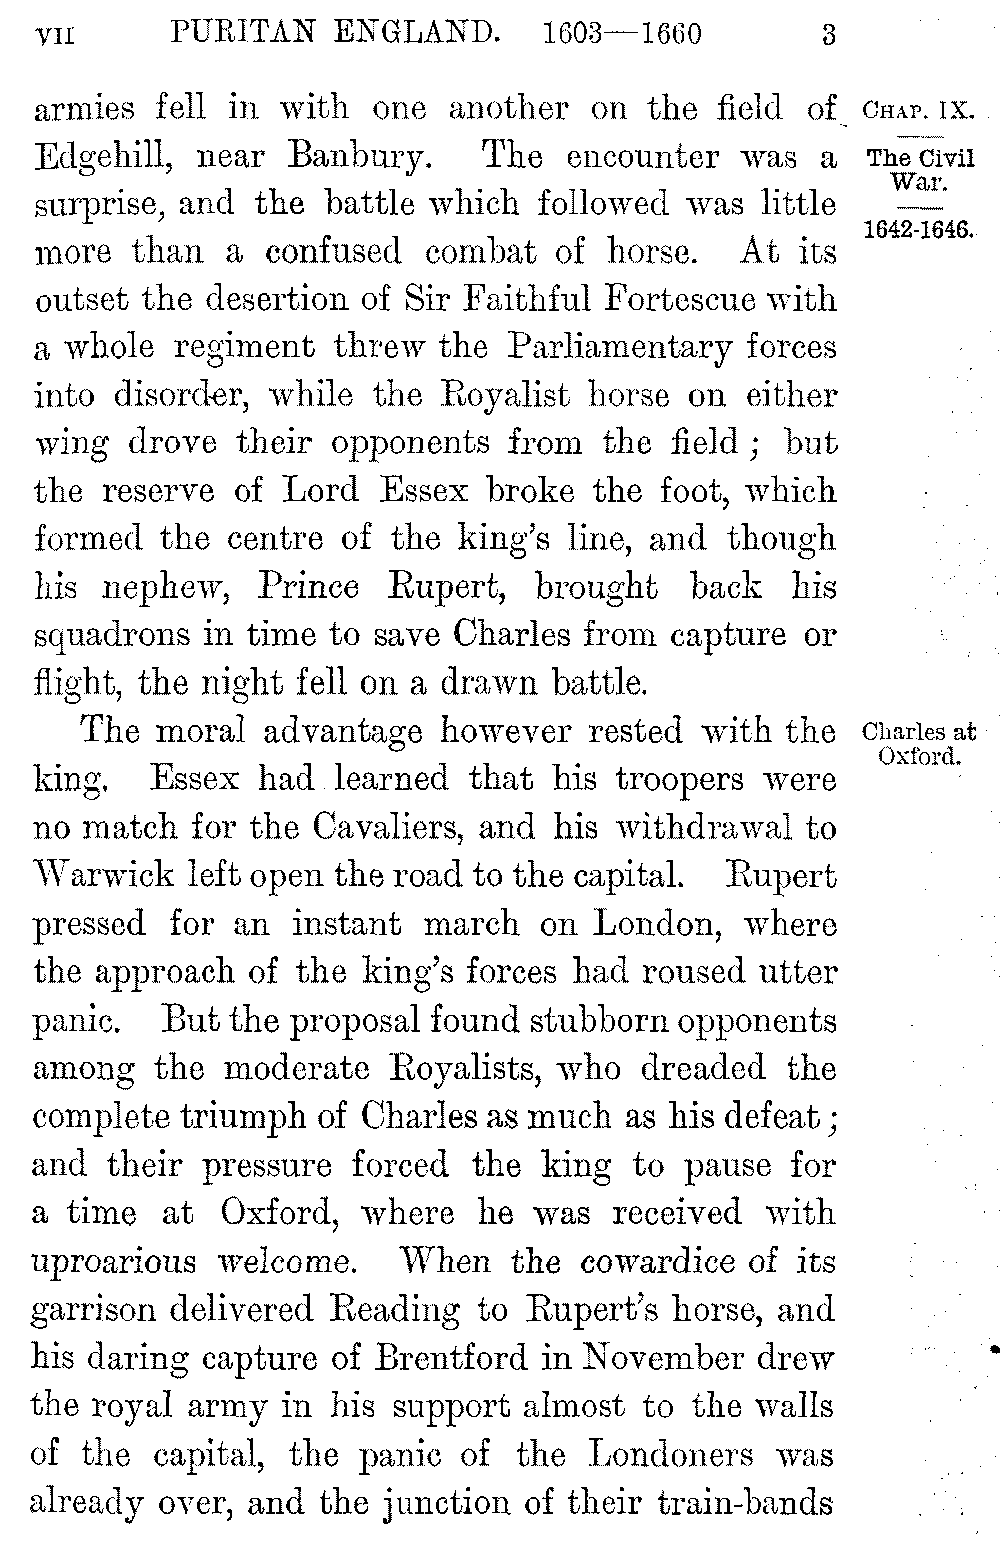 VII PURITAN ENGLAND. 1603—1660 3
armies fell in with one another on the field of
Edgehill, near Banbury. The encounter was a
surprise, and the battle which followed was little
more than a confused combat of horse. At its
outset the desertion of Sir Faithful Fortescue with
a whole regiment threw the Parliamentary forces
into disorder, while the Royalist horse on either
wing drove their opponents from the field; but
the reserve of Lord Essex broke the foot, which
formed the centre of the king's line, and though
his nephew, Prince Rupert, brought back his
squadrons in time to save Charles from capture or
flight, the night fell on a drawn battle.
The moral advantage however rested with the
king. Essex had learned that his troopers were
no match for the Cavaliers, and his withdrawal to
Warwick left open the road to the capital. Rupert
pressed for an instant march on London, where
the approach of the king's forces had roused utter
panic. But the proposal found stubborn opponents
among the moderate Royalists, who dreaded the
complete triumph of Charles as much as his defeat;
and their pressure forced the king to pause for
a time at Oxford, where he was received with
uproarious welcome. When the cowardice of its
garrison delivered Reading to Rupert's horse, and
his daring capture of Brentford in November drew
the royal army in his support almost to the walls
of the capital, the panic of the Londoners was
already over, and the junction of their train-bands
CHAP. IX.
The Civil
War.
1642-1646.
Charles at
Oxford.